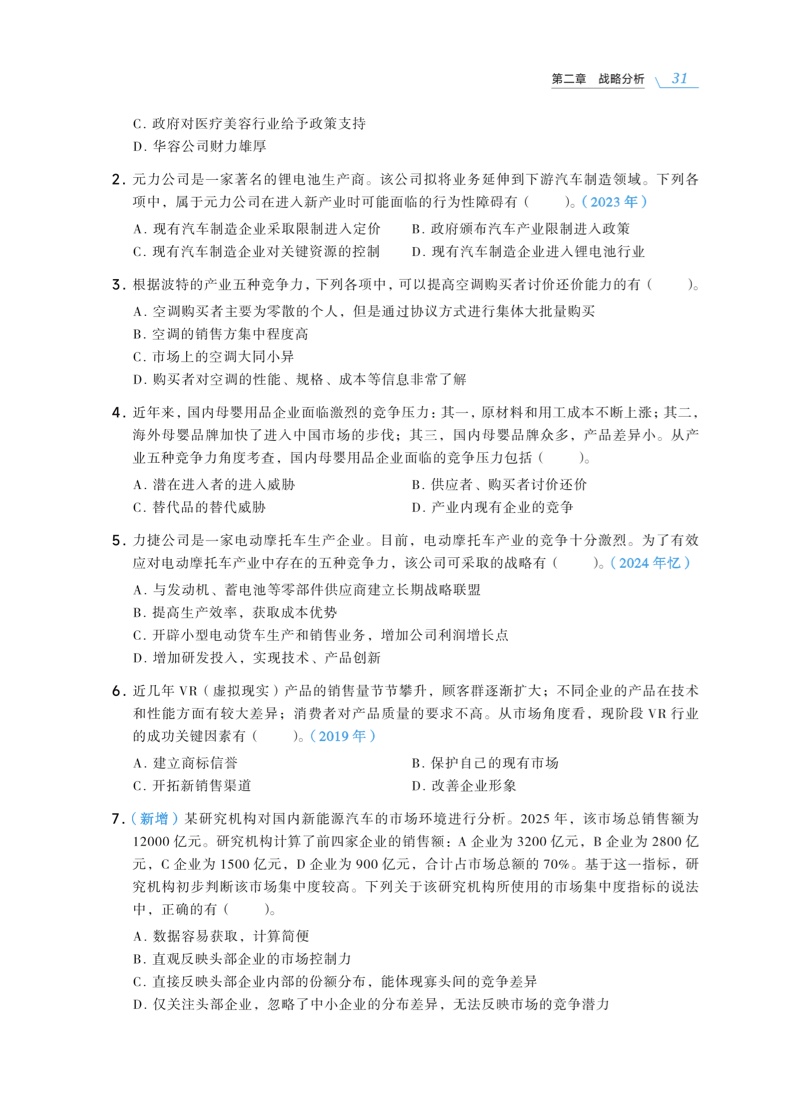 第二章　战略分析　31
C. 政府对医疗美容行业给予政策支持
D. 华容公司财力雄厚
2. 元力公司是一家著名的锂电池生产商。该公司拟将业务延伸到下游汽车制造领域。下列各
项中，属于元力公司在进入新产业时可能面临的行为性障碍有（　　）。（2023 年）
A. 现有汽车制造企业采取限制进入定价　B. 政府颁布汽车产业限制进入政策
C. 现有汽车制造企业对关键资源的控制　D. 现有汽车制造企业进入锂电池行业
3. 根据波特的产业五种竞争力，下列各项中，可以提高空调购买者讨价还价能力的有（　　）。
A. 空调购买者主要为零散的个人，但是通过协议方式进行集体大批量购买
B. 空调的销售方集中程度高
C. 市场上的空调大同小异
D. 购买者对空调的性能、规格、成本等信息非常了解
4. 近年来，国内母婴用品企业面临激烈的竞争压力：其一，原材料和用工成本不断上涨；其二，
海外母婴品牌加快了进入中国市场的步伐；其三，国内母婴品牌众多，产品差异小。从产
业五种竞争力角度考查，国内母婴用品企业面临的竞争压力包括（　　）。
A. 潜在进入者的进入威胁　B. 供应者、购买者讨价还价
C. 替代品的替代威胁　D. 产业内现有企业的竞争
5. 力捷公司是一家电动摩托车生产企业。目前，电动摩托车产业的竞争十分激烈。为了有效
应对电动摩托车产业中存在的五种竞争力，该公司可采取的战略有（　　）。（2024 年忆）
A. 与发动机、蓄电池等零部件供应商建立长期战略联盟
B. 提高生产效率，获取成本优势
C. 开辟小型电动货车生产和销售业务，增加公司利润增长点
D. 增加研发投入，实现技术、产品创新
6. 近几年 VR（虚拟现实）产品的销售量节节攀升，顾客群逐渐扩大；不同企业的产品在技术
和性能方面有较大差异；消费者对产品质量的要求不高。从市场角度看，现阶段 VR 行业
的成功关键因素有（　　）。（2019 年）
A. 建立商标信誉　B. 保护自己的现有市场
C. 开拓新销售渠道　D. 改善企业形象
7.（新增）某研究机构对国内新能源汽车的市场环境进行分析。2025 年，该市场总销售额为
12000 亿元。研究机构计算了前四家企业的销售额：A 企业为 3200 亿元，B 企业为 2800 亿
元，C 企业为 1500 亿元，D 企业为 900 亿元，合计占市场总额的 70%。基于这一指标，研
究机构初步判断该市场集中度较高。下列关于该研究机构所使用的市场集中度指标的说法
中，正确的有（　　）。
A. 数据容易获取，计算简便
B. 直观反映头部企业的市场控制力
C. 直接反映头部企业内部的份额分布，能体现寡头间的竞争差异
D. 仅关注头部企业，忽略了中小企业的分布差异，无法反映市场的竞争潜力